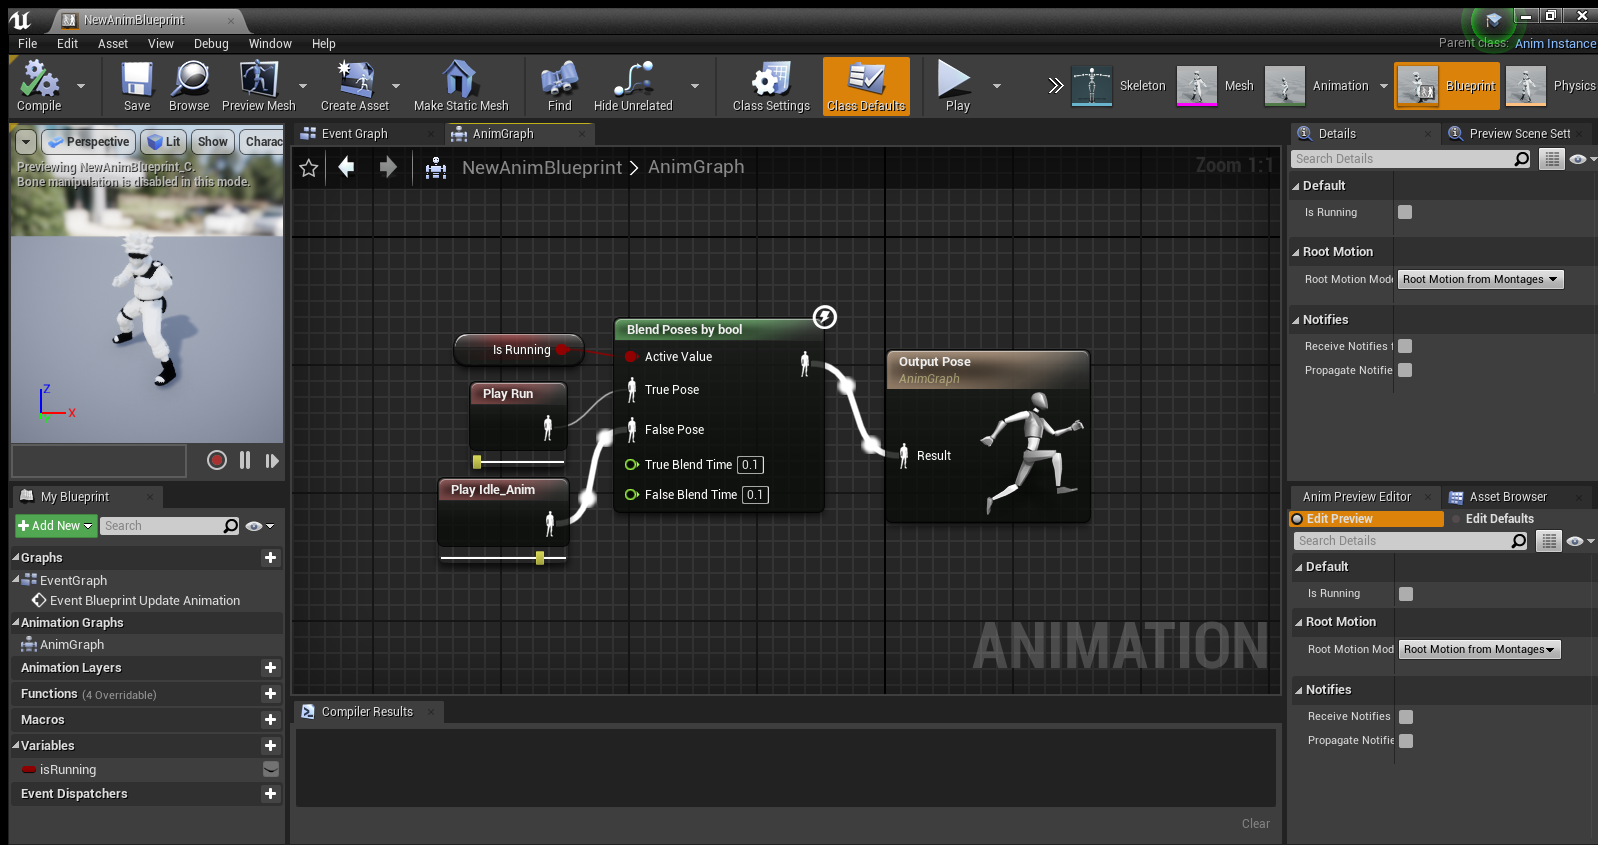 NewAnimBlueprint
File Edit Asset View Debug Window Help
Parent class: Anim Instance
Compile Save Browse Preview Mesh Create Asset Make Static Mesh Find Hide Unrelated Class Settings Class Defaults Play Skeleton Mesh Animation Blueprint Physics
Perspective Lit Show Charac
Previewing NewAnimBlueprint_C.
Bone manipulation is disabled in this mode.
Z
X
Y
My Blueprint
Add New Search
Graphs
EventGraph
Event Blueprint Update Animation
Animation Graphs
AnimGraph
Animation Layers
Functions (4 Overridable)
Macros
Variables
isRunning
Event Dispatchers
Event Graph AnimGraph
NewAnimBlueprint > AnimGraph
Zoom 1:1
Is Running
Play Run
Play Idle_Anim
Blend Poses by bool
Active Value
True Pose
False Pose
True Blend Time 0.1
False Blend Time 0.1
Output Pose
AnimGraph
Result
ANIMATION
Compiler Results
Clear
Details Preview Scene Sett
Search Details
Default
Is Running
Root Motion
Root Motion Mode Root Motion from Montages
Notifies
Receive Notifies f
Propagate Notifie
Anim Preview Editor Asset Browser
Edit Preview Edit Defaults
Search Details
Default
Is Running
Root Motion
Root Motion Mod Root Motion from Montages
Notifies
Receive Notifies
Propagate Notifie